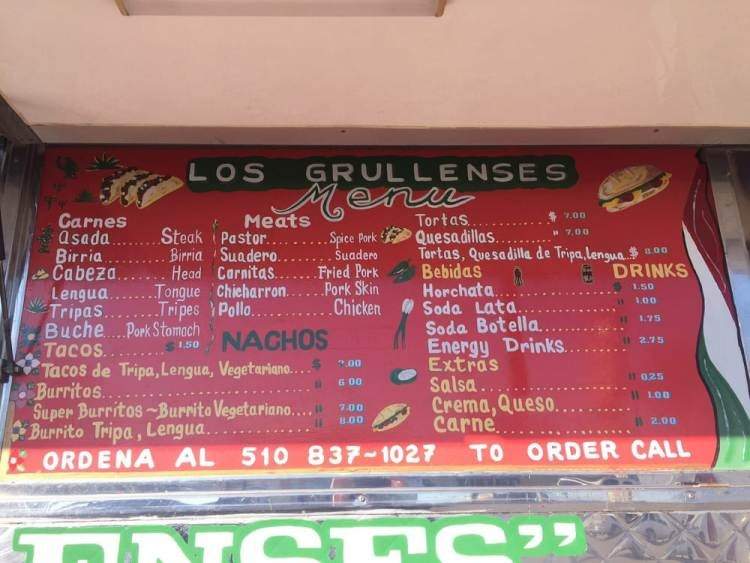 LOS GRULLENSES
Menu
Carnes Meats
asada Steak
Birria Birria
Cabeza Head
Lengua Tongue
Tripas Tripes
Buche Pork Stomach
Pastor Spice Pork
Suadero Suadero
Carnitas Fried Pork
Chicharron Pork Skin
Pollo Chicken
NACHOS
Tacos $1.50
Tacos de Tripa, Lengua, Vegetariano $
Burritos " 6.00
Super Burritos ~ Burrito Vegetariano " 7.00
Burrito Tripa, Lengua " 8.00
Tortas $ 7.00
Quesadillas " 7.00
Tortas, Quesadilla de Tripa, Lengua $ 8.00
Bebidas DRINKS
Horchata $ 1.50
Soda Lata " 1.00
Soda Botella " 1.75
Energy Drinks " 2.75
Extras
Salsa " 0.25
Crema, Queso " 1.00
Carne " 2.00
ORDENA AL 510 837-1027 TO ORDER CALL
ENSES"